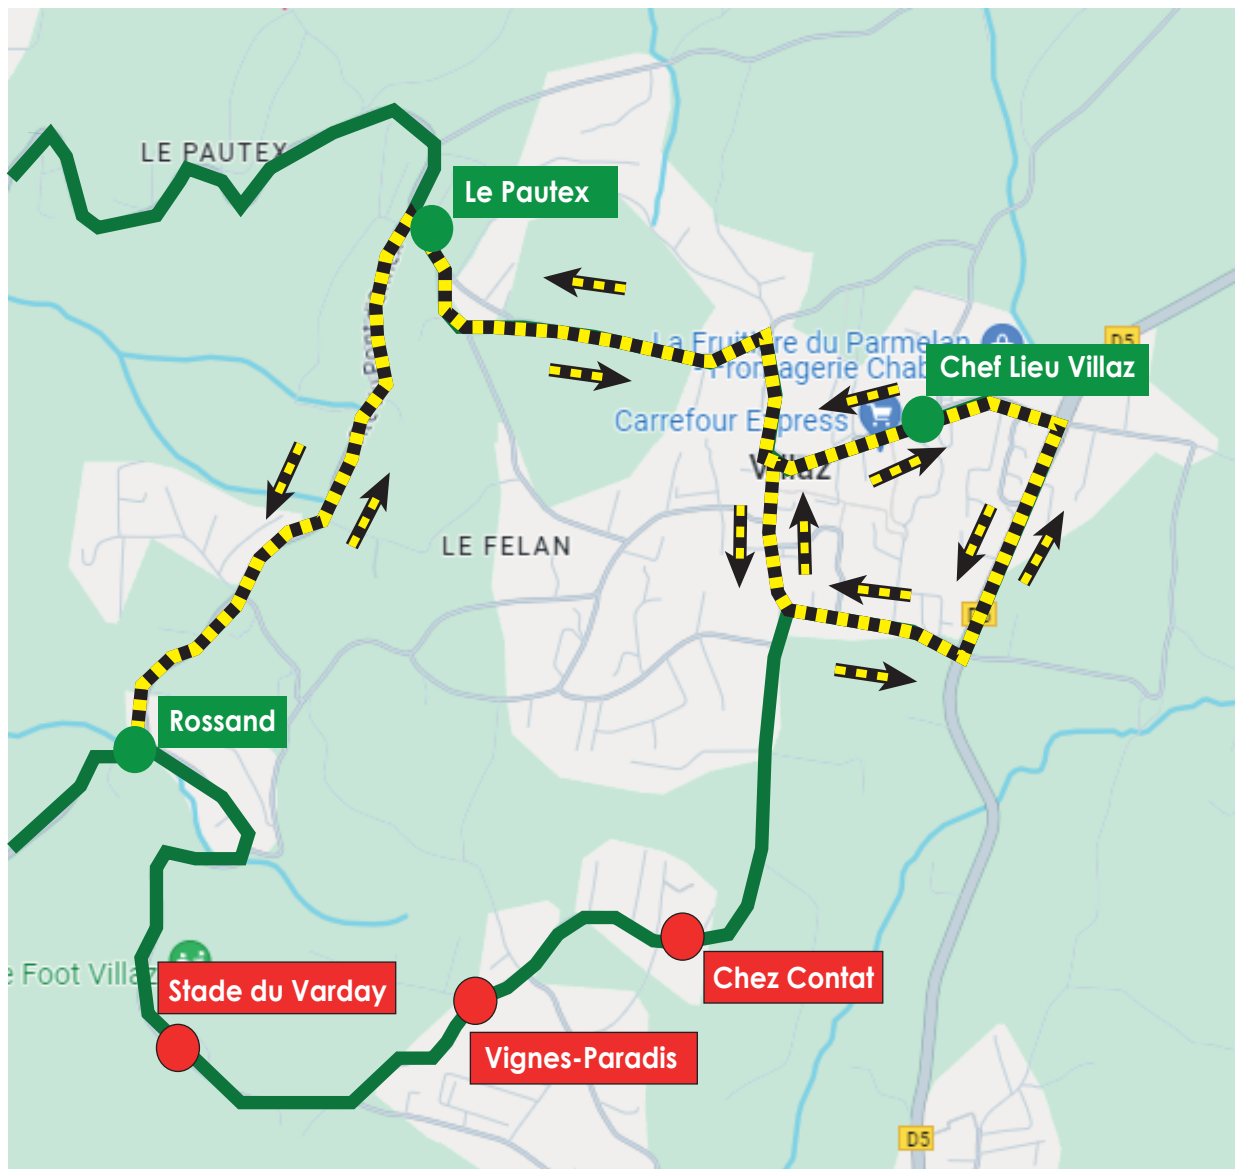 LE PAUTEX
Le Pautex
La Fruitière du Parmelan
Fromagerie Chab
D5
Chef Lieu Villaz
Carrefour Express
Villaz
LE FELAN
D5
Rossand
e Foot Villaz
Stade du Varday
Chez Contat
Vignes-Paradis
D5